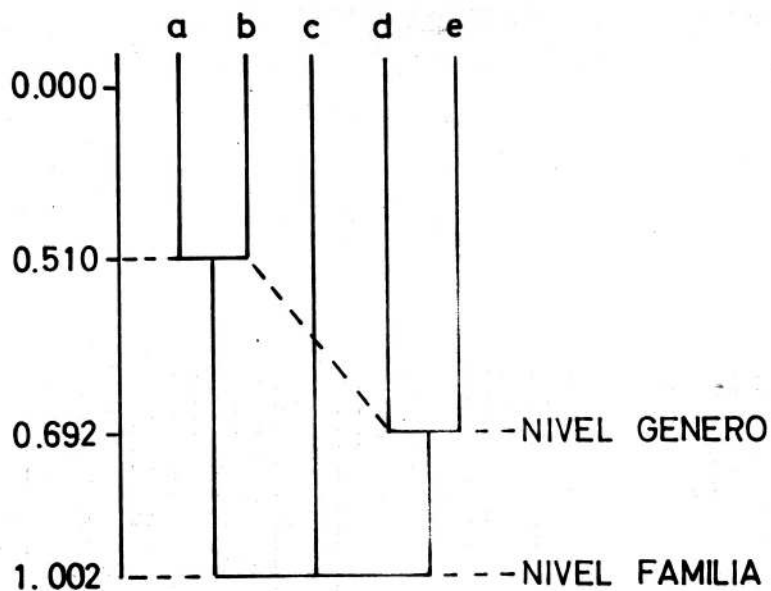 a b c d e
0.000
0.510
0.692 NIVEL GENERO
1.002 NIVEL FAMILIA